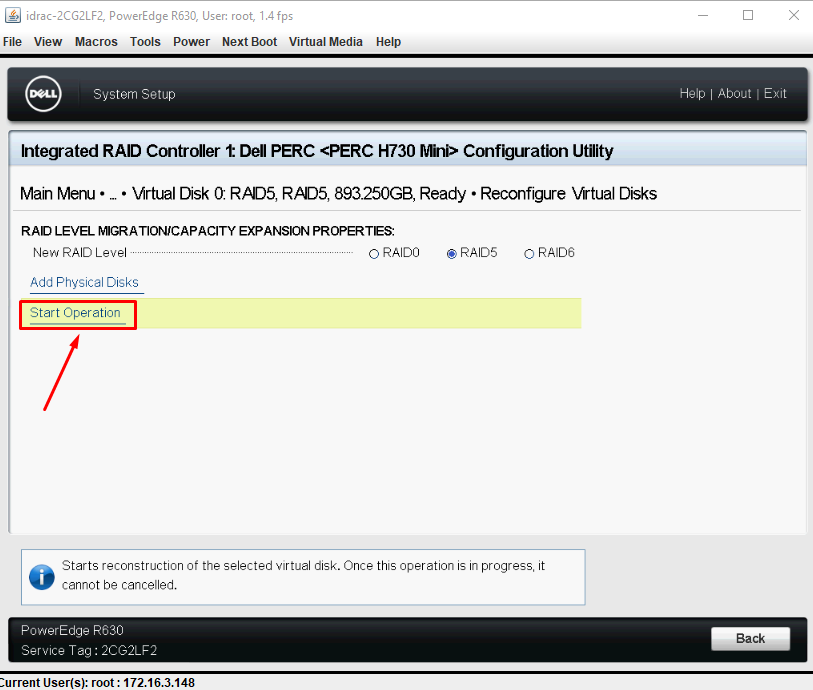 idrac-2CG2LF2, PowerEdge R630, User: root, 1.4 fps
File View Macros Tools Power Next Boot Virtual Media Help
DELL System Setup Help | About | Exit
Integrated RAID Controller 1: Dell PERC <PERC H730 Mini> Configuration Utility
Main Menu • ... • Virtual Disk 0: RAID5, RAID5, 893.250GB, Ready • Reconfigure Virtual Disks
RAID LEVEL MIGRATION/CAPACITY EXPANSION PROPERTIES:
New RAID Level RAID0 RAID5 RAID6
Add Physical Disks
Start Operation
Starts reconstruction of the selected virtual disk. Once this operation is in progress, it
cannot be cancelled.
PowerEdge R630
Service Tag : 2CG2LF2
Back
Current User(s): root : 172.16.3.148